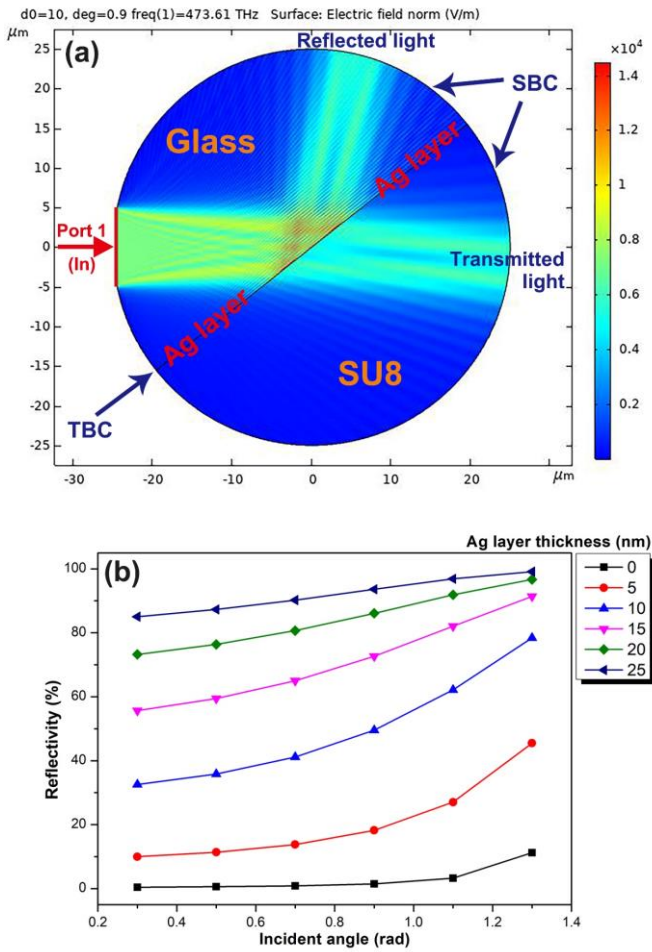 d0=10, deg=0.9 freq(1)=473.61 THz Surface: Electric field norm (V/m)
μm
(a)
Reflected light
SBC
×10⁴
Glass
Ag layer
Port 1
(In)
Transmitted
light
Ag layer
SU8
TBC
25
20
15
10
5
0
-5
-10
-15
-20
-25
-30
-20
-10
0
10
20
μm
1.4
1.2
1
0.8
0.6
0.4
0.2
(b)
Ag layer thickness (nm)
0
5
10
15
20
25
Reflectivity (%)
100
80
60
40
20
0
0.2
0.4
0.6
0.8
1.0
1.2
1.4
Incident angle (rad)